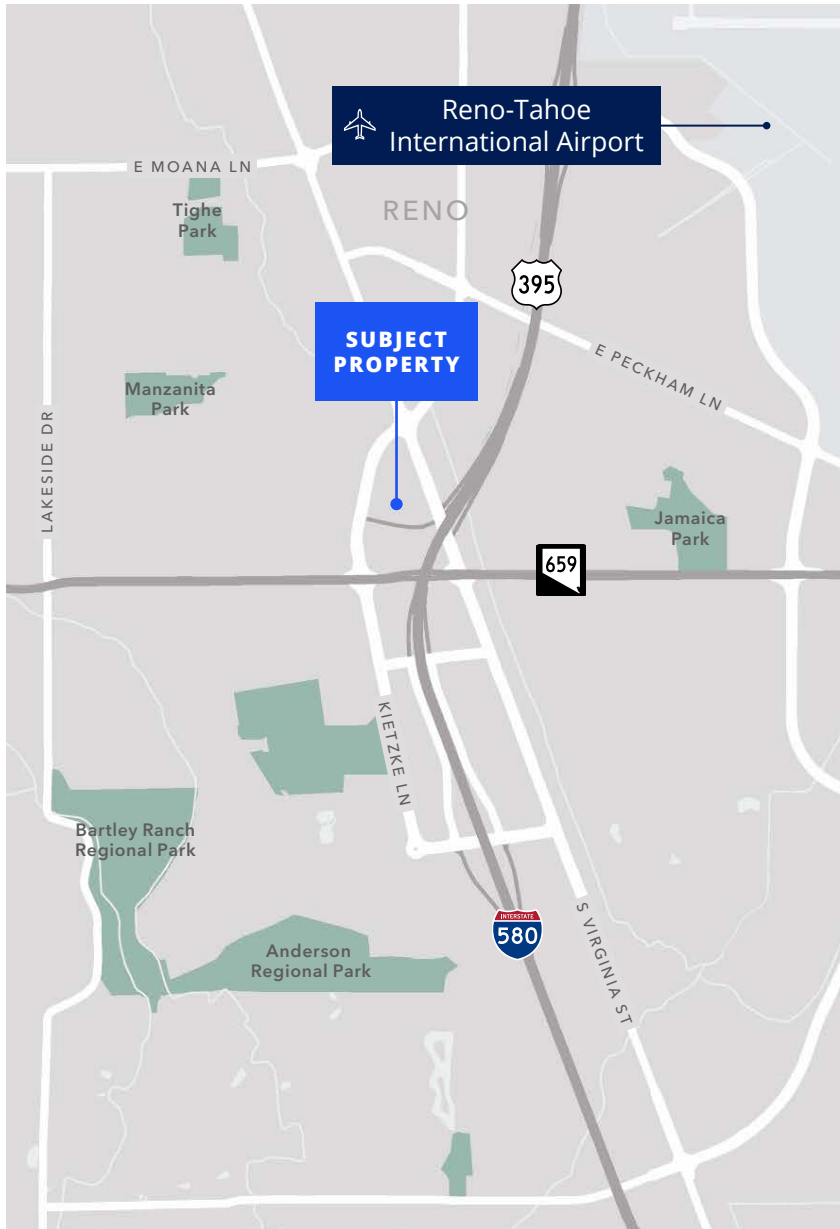 Reno-Tahoe
International Airport
E MOANA LN
Tighe
Park
RENO
395
SUBJECT
PROPERTY
E PECKHAM LN
Manzanita
Park
LAKESIDE DR
Jamaica
Park
659
KIETZKE LN
Bartley Ranch
Regional Park
INTERSTATE
580
S VIRGINIA ST
Anderson
Regional Park